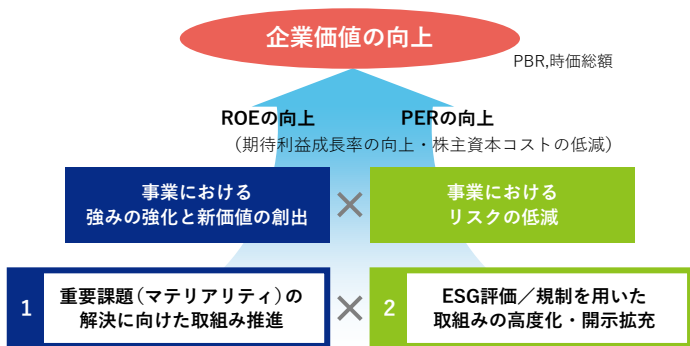 企業価値の向上
PBR,時価総額
ROEの向上
PERの向上
（期待利益成長率の向上・株主資本コストの低減）
事業における
強みの強化と新価値の創出
×
事業における
リスクの低減
1
重要課題（マテリアリティ）の
解決に向けた取組み推進
×
2
ESG評価／規制を用いた
取組みの高度化・開示拡充